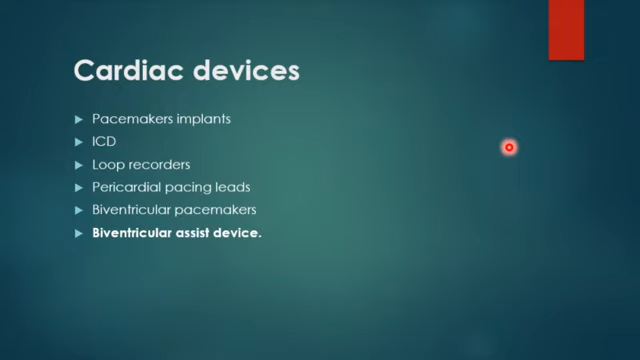 Cardiac devices
Pacemakers implants
ICD
Loop recorders
Pericardial pacing leads
Biventricular pacemakers
Biventricular assist device.